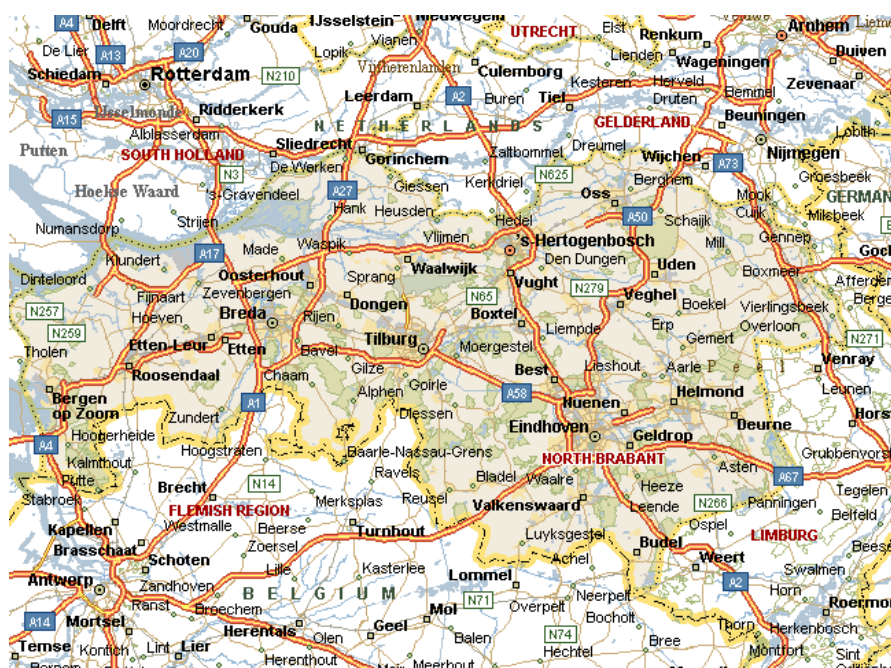 A4
Delft
Moordrecht
Gouda
IJsselstein
Nieuwegein
UTRECHT
Elst
Renkum
Arnhem
De Lier
A13
A20
Lopik
Vianen
Lienden
Wageningen
Duiven
Schiedam
Rotterdam
N210
Vijfherenlanden
Culemborg
Kesteren
Herveld
Zevenaar
Leerdam
A2
Buren
Tiel
Druten
Bemmel
A15
IJsselmonde
Ridderkerk
NETHERLANDS
GELDERLAND
Beuningen
Lobith
Alblasserdam
Sliedrecht
Dreumel
Putten
SOUTH HOLLAND
De Werken
Gorinchem
Zaltbommel
Wijchen
A73
Nijmegen
Groesbeek
N3
A27
Giessen
Kerkdriel
N625
Berghem
Hoekse Waard
's-Gravendeel
Oss
Mook
GERMAN
Hank
Heusden
Cuijk
Milsbeek
Strijen
Hedel
A50
Schaijk
Numansdorp
Vlijmen
's-Hertogenbosch
Mill
Gennep
A17
Made
Waspik
Goch
Klundert
Oosterhout
Waalwijk
Den Dungen
Uden
Boxmeer
Dinteloord
Sprang
Vught
Afferden
Zevenbergen
N279
Fijnaart
Dongen
N65
Veghel
Boekel
Vierlingsbeek
N257
Hoeven
Breda
Rijen
Boxtel
Erp
Overloon
N259
Etten-Leur
Tilburg
Liempde
Gemert
N271
Tholen
Etten
Bavel
Moergestel
Lieshout
Aarle
Peel
Venray
Roosendaal
Chaam
Gilze
Goirle
Best
Leunen
Bergen
op Zoom
Alphen
A58
Helmond
A1
Diessen
Nuenen
Zundert
Deurne
Hoogerheide
Eindhoven
A4
Hoogstraten
Baarle-Nassau-Grens
Geldrop
Grubbenvorst
Kalmthout
NORTH BRABANT
Putte
Ravels
Bladel
Asten
A67
N14
Waalre
Heeze
Stabroek
Brecht
Merksplas
Reusel
Tegelen
Valkenswaard
Leende
N266
Panningen
Kapellen
FLEMISH REGION
Belfeld
Westmalle
Beerse
Turnhout
Ospel
LIMBURG
Brasschaat
Zoersel
Luyksgestel
Budel
Schoten
Achel
Weert
Antwerp
Lille
Kasterlee
Lommel
Swalmen
Zandhoven
BELGIUM
A2
Horn
Ranst
Broechem
N71
Overpelt
Neerpelt
Roermon
A14
Mortsel
Mol
Bocholt
Thorn
Herkenbosch
Herentals
Geel
N74
Temse
Kontich
Lint
Lier
Olen
Balen
Bree
Montfort
Herenthout
Meerhout
Hechtel
Sint